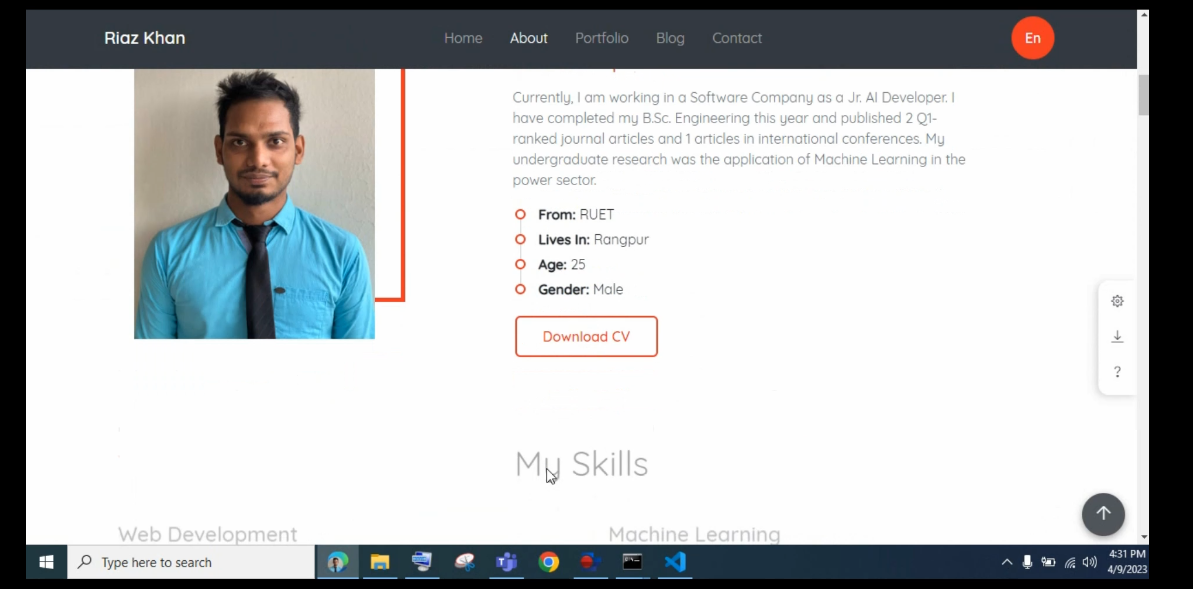 Riaz Khan
Home About Portfolio Blog Contact
En
Currently, I am working in a Software Company as a Jr. AI Developer. I
have completed my B.Sc. Engineering this year and published 2 Q1-
ranked journal articles and 1 articles in international conferences. My
undergraduate research was the application of Machine Learning in the
power sector.
From: RUET
Lives In: Rangpur
Age: 25
Gender: Male
Download CV
?
My Skills
Web Development
Machine Learning
Type here to search
4:31 PM
4/9/2023